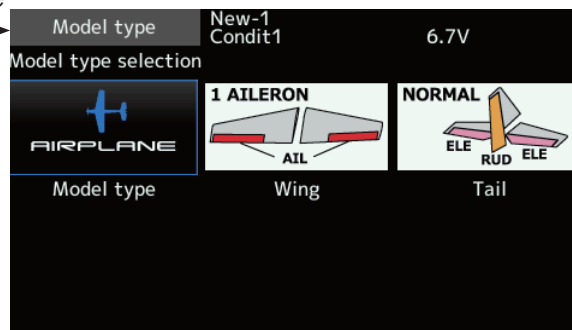 Model type
New-1
Condit1
6.7V
Model type selection
AIRPLANE
1 AILERON
AIL
NORMAL
ELE
RUD
ELE
Model type
Wing
Tail